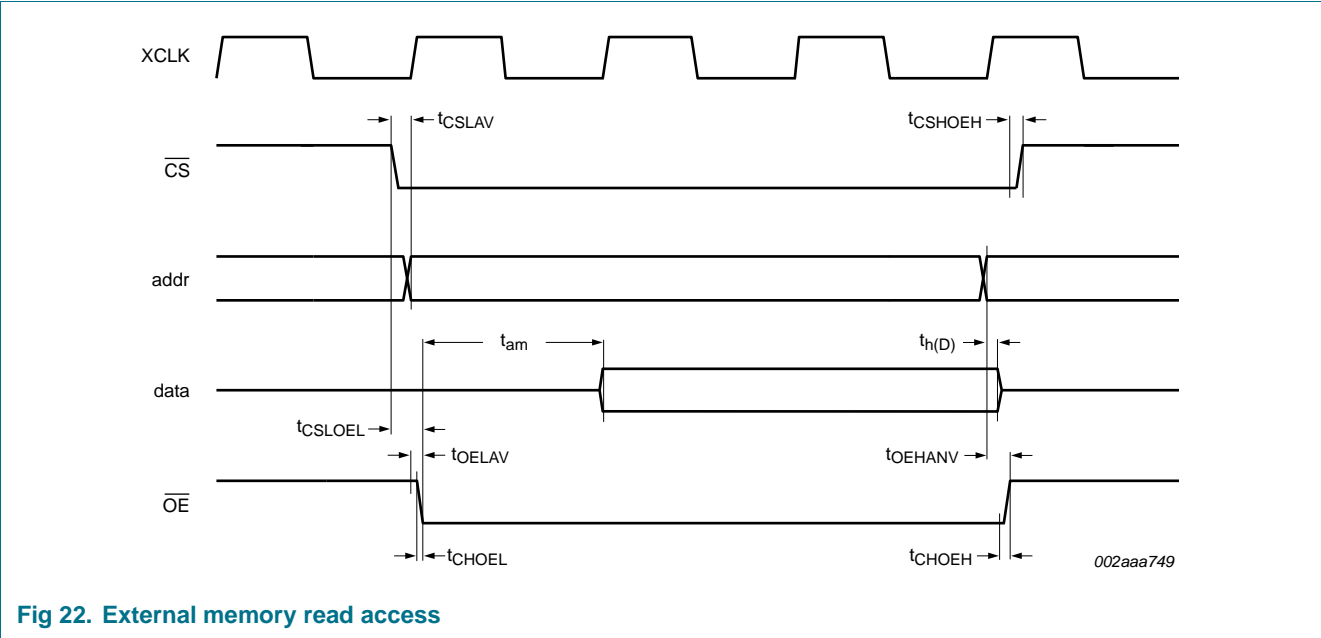 XCLK
tCSLAV
tCSHOEH
CS
addr
tam
th(D)
data
tCSLOEL
tOELAV
tOEHANV
OE
tCHOEL
tCHOEH
002aaa749
Fig 22. External memory read access